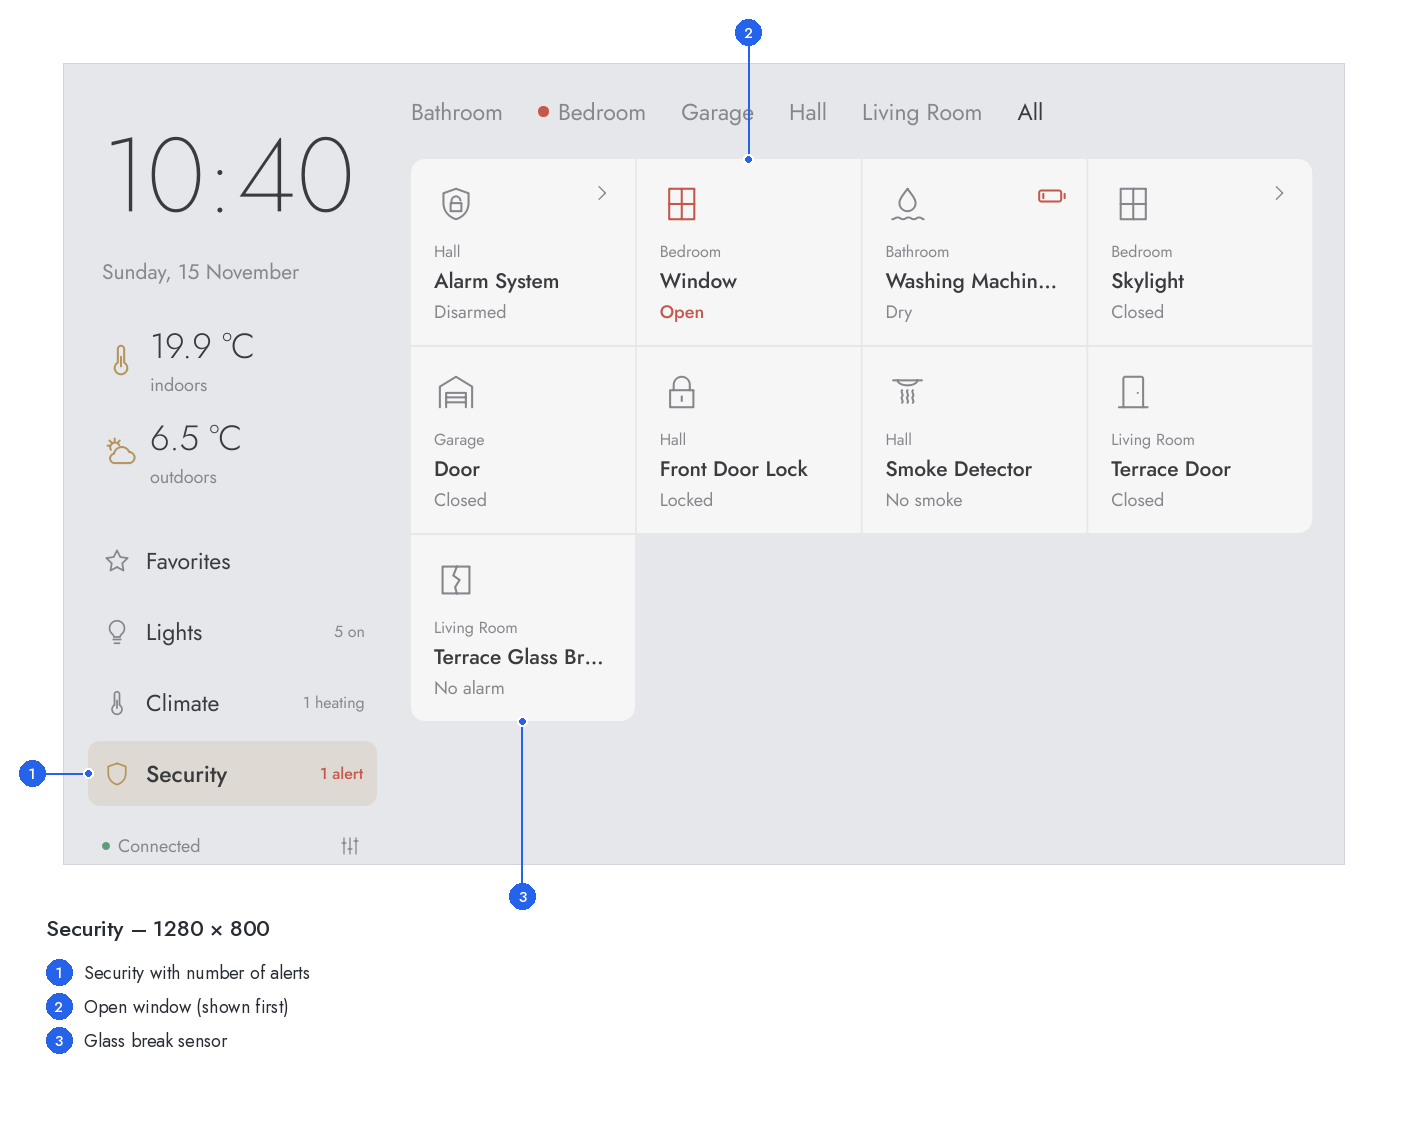 2
Bathroom Bedroom Garage Hall Living Room All
10:40
Sunday, 15 November
19.9 °C
indoors
6.5 °C
outdoors
Favorites
Lights 5 on
Climate 1 heating
1
Security 1 alert
Connected
Hall
Alarm System
Disarmed
Bedroom
Window
Open
Bathroom
Washing Machin...
Dry
Bedroom
Skylight
Closed
Garage
Door
Closed
Hall
Front Door Lock
Locked
Hall
Smoke Detector
No smoke
Living Room
Terrace Door
Closed
Living Room
Terrace Glass Br...
No alarm
3
Security — 1280 × 800
1 Security with number of alerts
2 Open window (shown first)
3 Glass break sensor